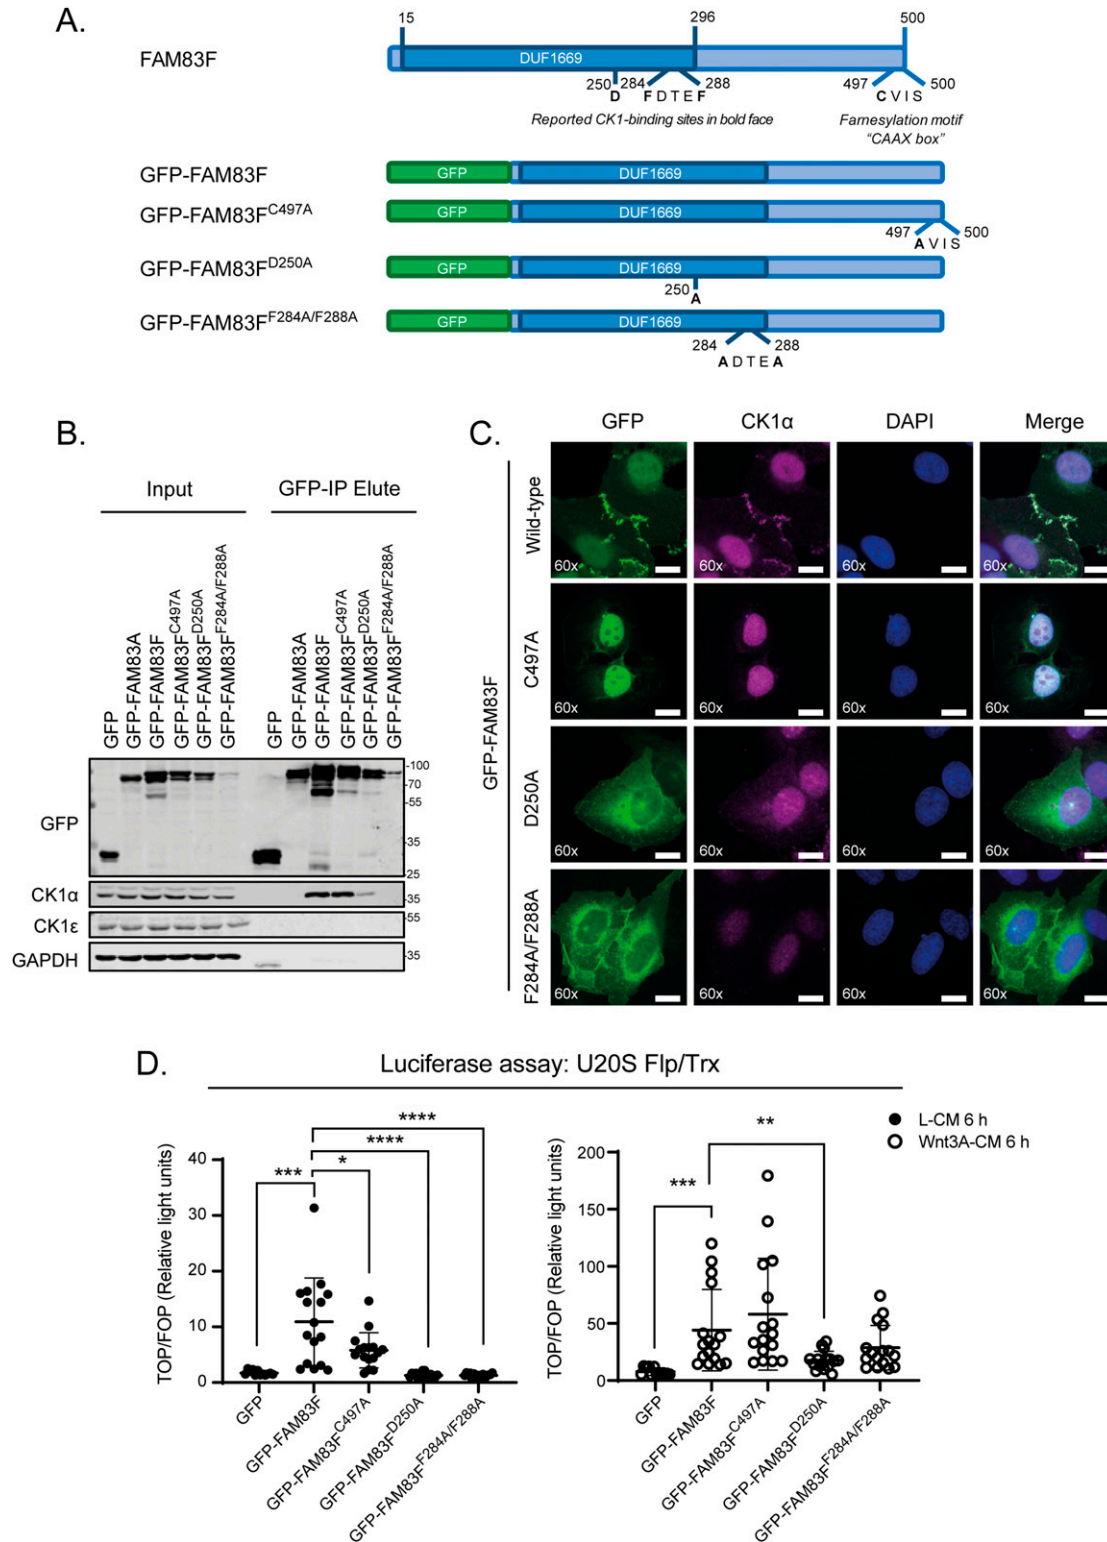 A.
15 296 500
FAM83F
DUF1669
250 284 288 497 500
D FDTEF CVIS
Reported CK1-binding sites in bold face
Farnesylation motif
"CAAX box"
GFP-FAM83F
GFP DUF1669
GFP-FAM83F^C497A
GFP DUF1669
497 500
AVIS
GFP-FAM83F^D250A
GFP DUF1669
250
A
GFP-FAM83F^F284A/F288A
GFP DUF1669
284 288
ADTEA
B.
Input GFP-IP Elute
GFP
GFP-FAM83A
GFP-FAM83F
GFP-FAM83F^C497A
GFP-FAM83F^D250A
GFP-FAM83F^F284A/F288A
GFP
GFP-FAM83A
GFP-FAM83F
GFP-FAM83F^C497A
GFP-FAM83F^D250A
GFP-FAM83F^F284A/F288A
GFP
-100
-70
-55
-35
-25
CK1α
-35
CK1ε
-55
GAPDH
-35
C.
GFP CK1α DAPI Merge
GFP-FAM83F
Wild-type
60x 60x 60x 60x
C497A
60x 60x 60x 60x
D250A
60x 60x 60x 60x
F284A/F288A
60x 60x 60x 60x
D.
Luciferase assay: U20S Flp/Trx
L-CM 6 h
Wnt3A-CM 6 h
TOP/FOP (Relative light units)
40
30
20
10
0
****
****
***
*
GFP
GFP-FAM83F
GFP-FAM83F^C497A
GFP-FAM83F^D250A
GFP-FAM83F^F284A/F288A
TOP/FOP (Relative light units)
200
150
100
50
0
**
***
GFP
GFP-FAM83F
GFP-FAM83F^C497A
GFP-FAM83F^D250A
GFP-FAM83F^F284A/F288A